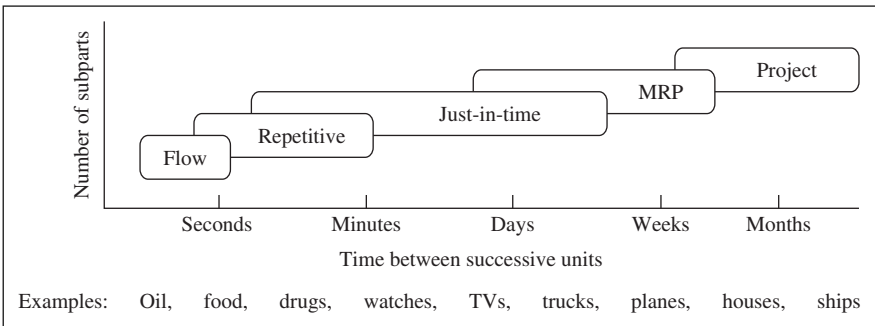 Number of subparts
Project
MRP
Just-in-time
Repetitive
Flow
Seconds Minutes Days Weeks Months
Time between successive units
Examples: Oil, food, drugs, watches, TVs, trucks, planes, houses, ships